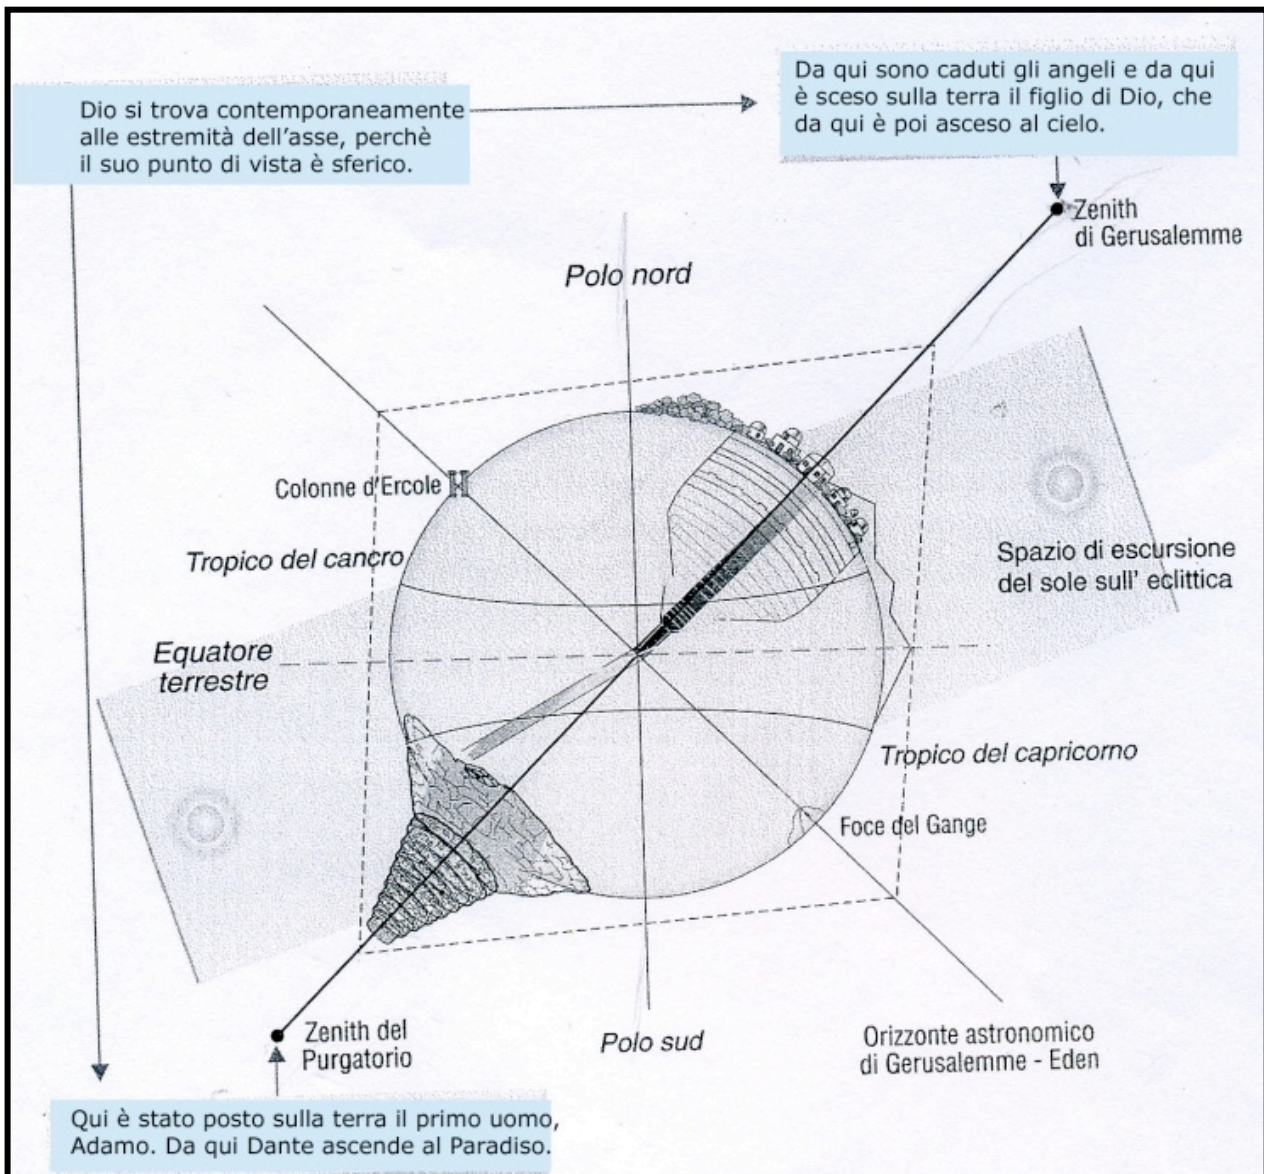 Dio si trova contemporaneamente
alle estremità dell'asse, perchè
il suo punto di vista è sferico.
Da qui sono caduti gli angeli e da qui
è sceso sulla terra il figlio di Dio, che
da qui è poi asceso al cielo.
Zenith
di Gerusalemme
Polo nord
Colonne d'Ercole
Tropico del cancro
Spazio di escursione
del sole sull' eclittica
Equatore
terrestre
Tropico del capricorno
Foce del Gange
Zenith del
Purgatorio
Polo sud
Orizzonte astronomico
di Gerusalemme - Eden
Qui è stato posto sulla terra il primo uomo,
Adamo. Da qui Dante ascende al Paradiso.